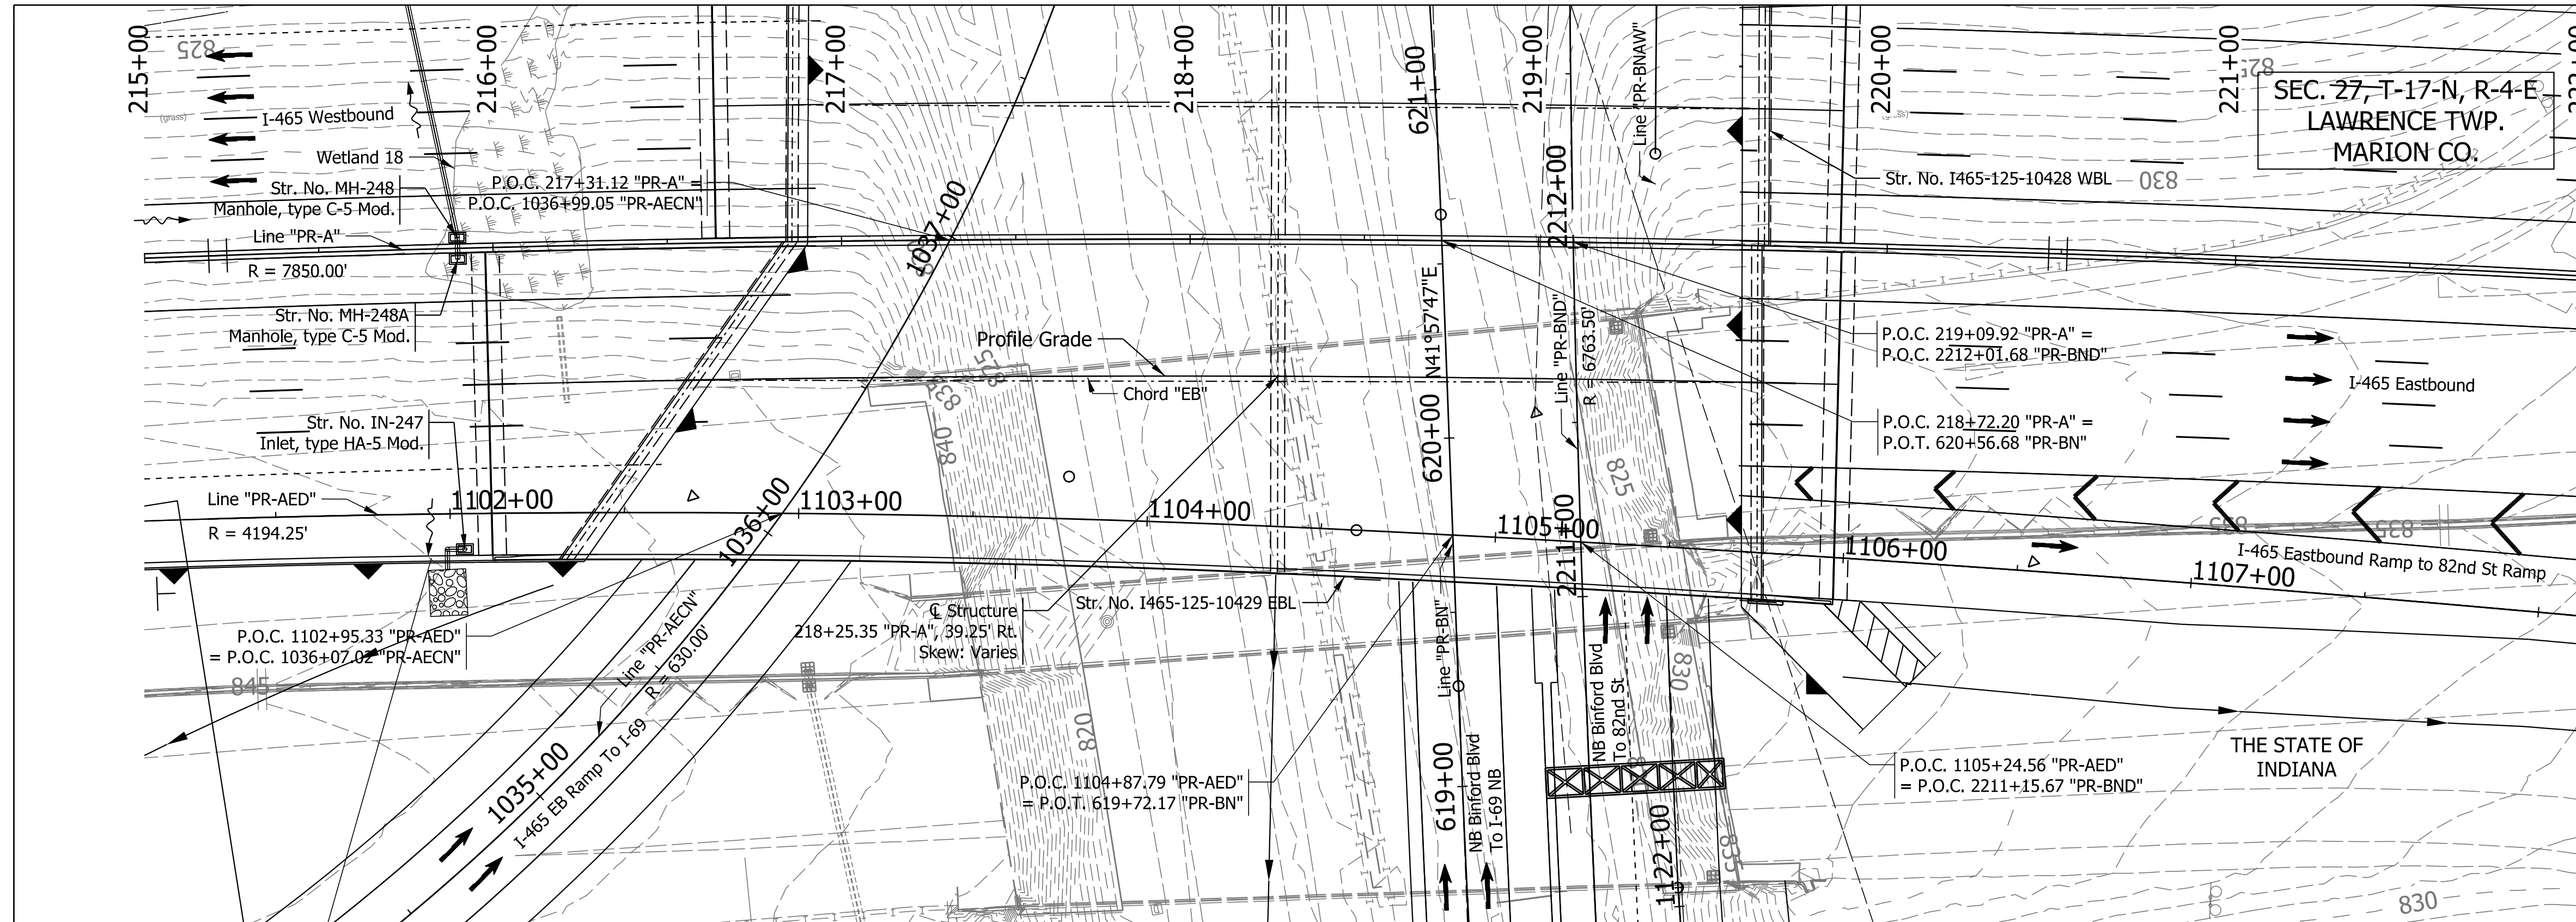 215+00
216+00
217+00
218+00
621+00
219+00
220+00
221+00
825
825
I-465 Westbound
(grass)
Wetland 18
Str. No. MH-248
Manhole, type C-5 Mod.
Line "PR-A"
R = 7850.00'
Str. No. MH-248A
Manhole, type C-5 Mod.
P.O.C. 217+31.12 "PR-A" =
P.O.C. 1036+99.05 "PR-AECN"
1037+00
Line "PR-BNAW"
2212+00
SEC. 27, T-17-N, R-4-E
LAWRENCE TWP.
MARION CO.
Str. No. I465-125-10428 WBL
830
N41°57'47"E
Line "PR-BND"
R = 6763.50'
Profile Grade
Chord "EB"
825
835
840
P.O.C. 219+09.92 "PR-A" =
P.O.C. 2212+01.68 "PR-BND"
I-465 Eastbound
P.O.C. 218+72.20 "PR-A" =
P.O.T. 620+56.68 "PR-BN"
Str. No. IN-247
Inlet, type HA-5 Mod.
620+00
825
Line "PR-AED"
R = 4194.25'
1102+00
1103+00
1104+00
1105+00
1106+00
1107+00
1036+00
2211+00
835
835
I-465 Eastbound Ramp to 82nd St Ramp
P.O.C. 1102+95.33 "PR-AED"
= P.O.C. 1036+07.02 "PR-AECN"
845
Line "PR-AECN"
R = 630.00'
℄ Structure
218+25.35 "PR-A", 39.25' Rt.
Skew: Varies
Str. No. I465-125-10429 EBL
Line "PR-BN"
NB Binford Blvd
To 82nd St
830
820
1035+00
I-465 EB Ramp To I-69
P.O.C. 1104+87.79 "PR-AED"
= P.O.T. 619+72.17 "PR-BN"
619+00
NB Binford Blvd
To I-69 NB
P.O.C. 1105+24.56 "PR-AED"
= P.O.C. 2211+15.67 "PR-BND"
THE STATE OF
INDIANA
1122+00
835
830